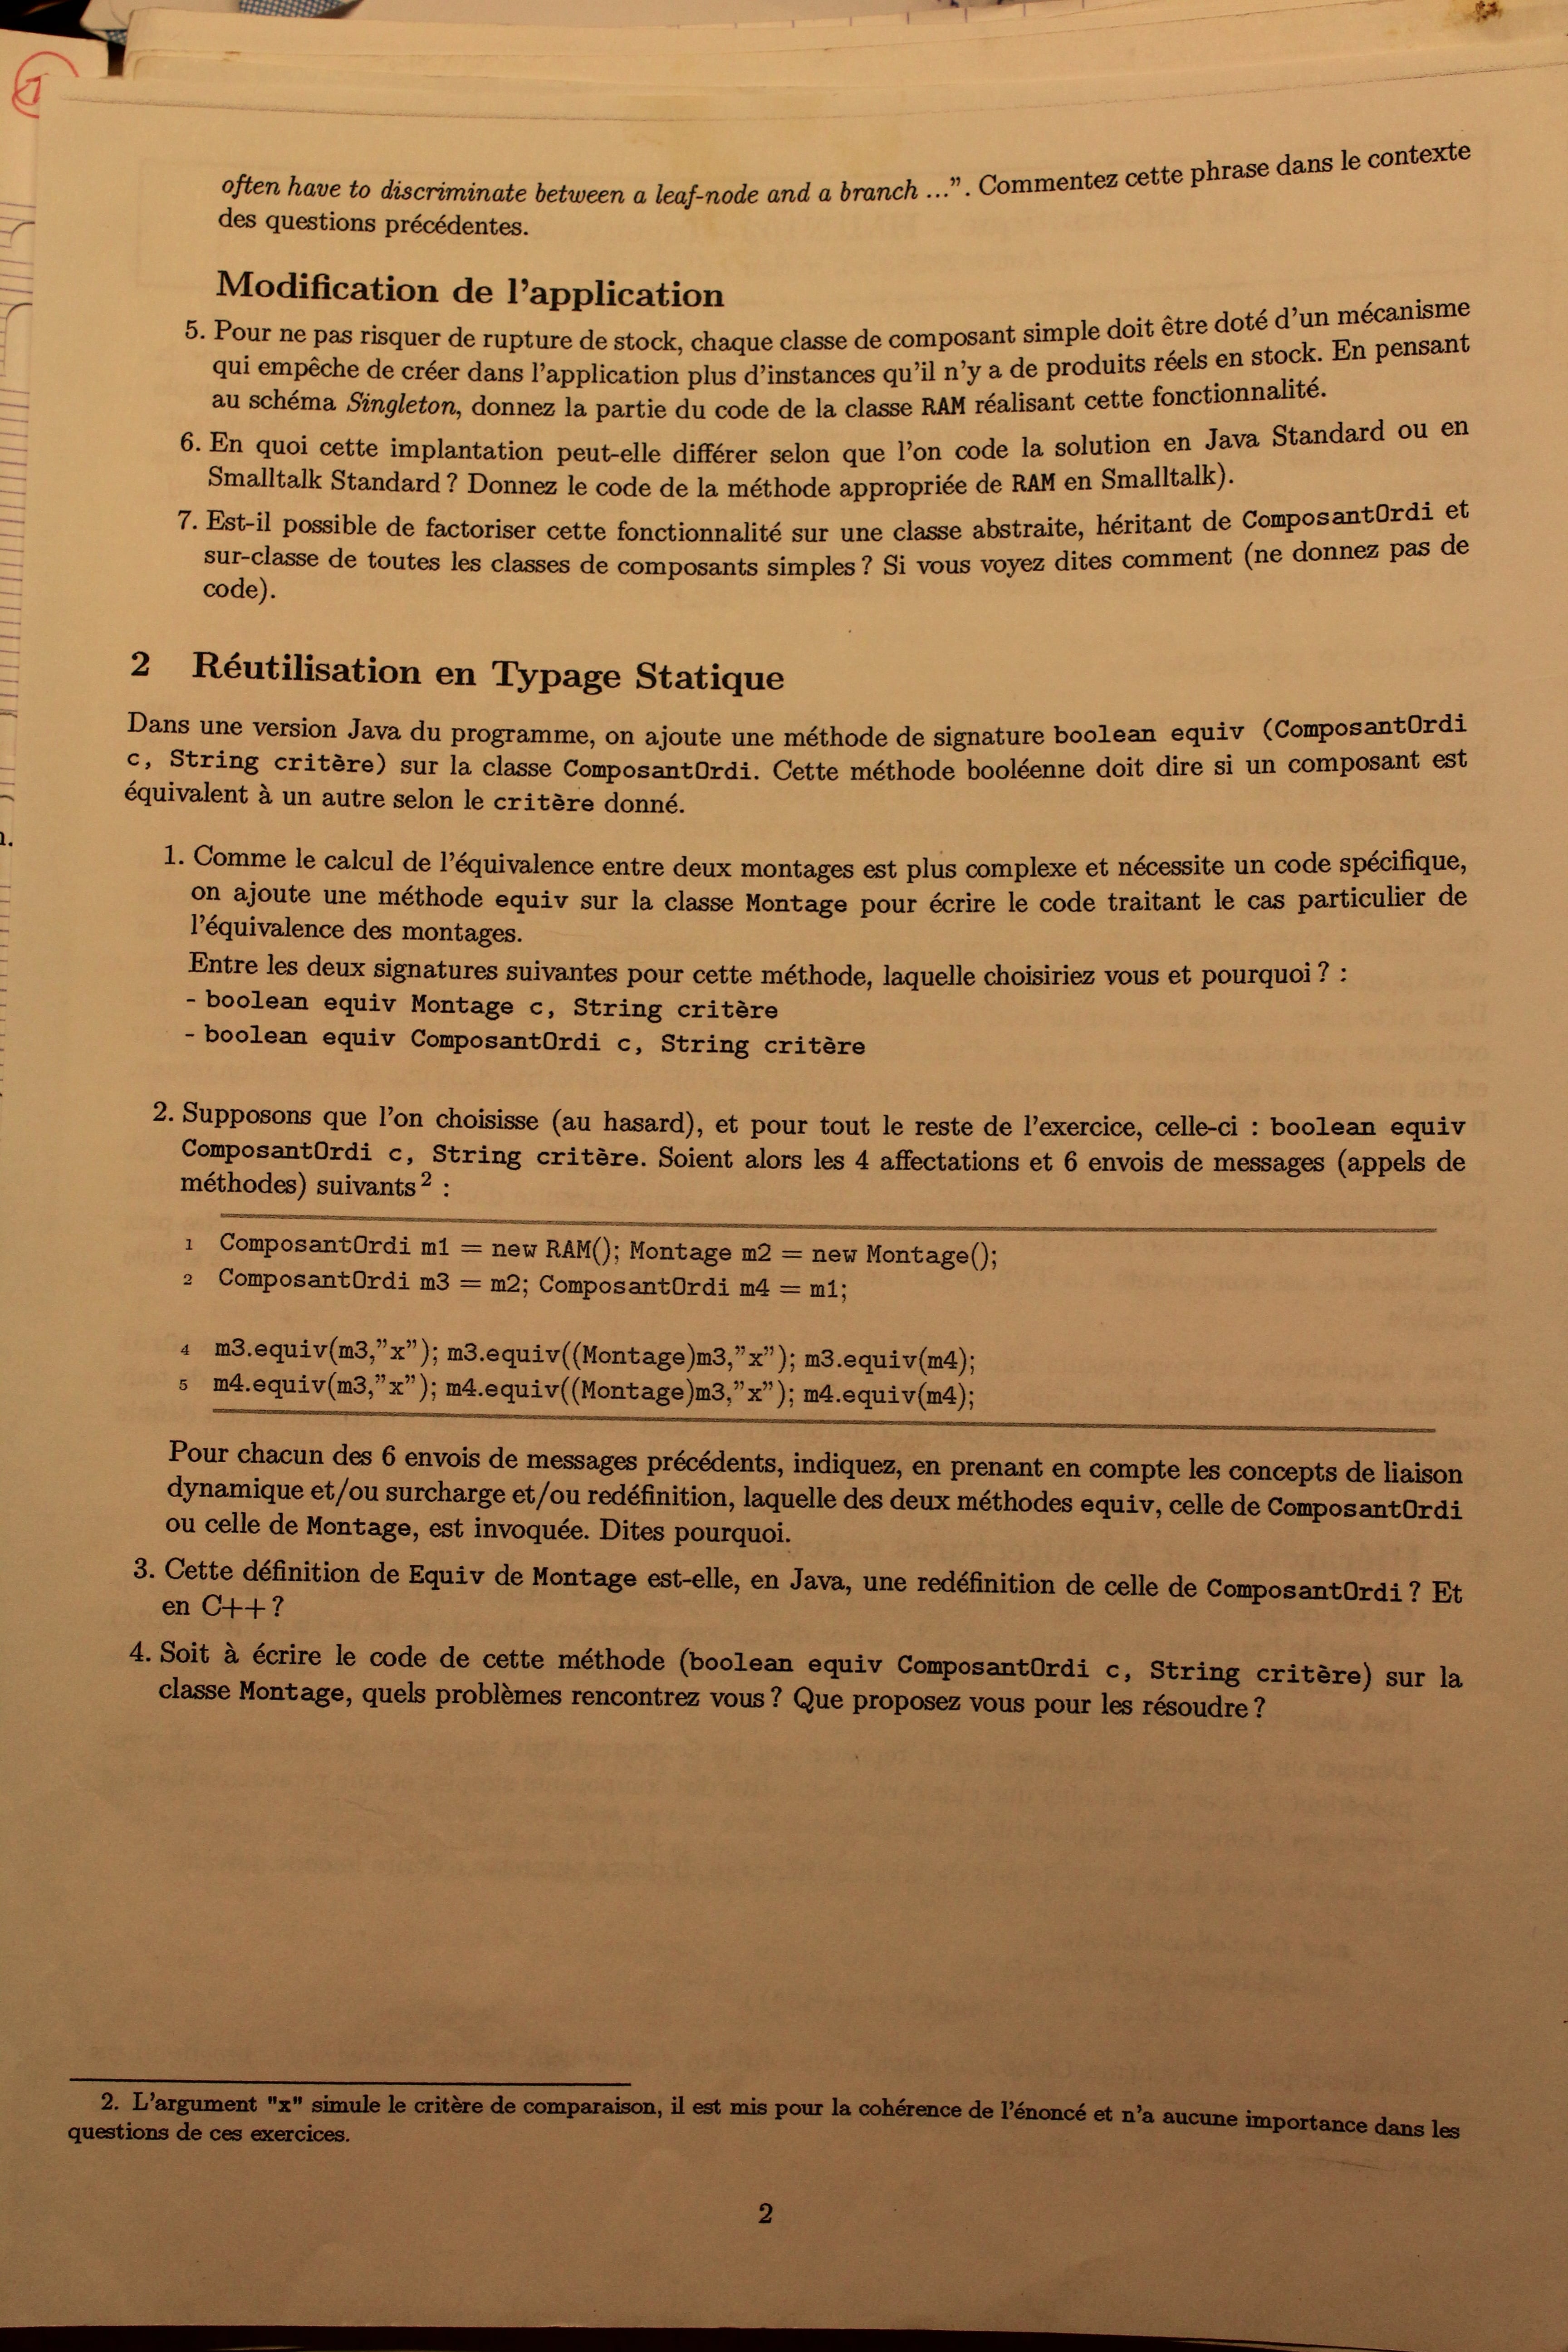 often have to discriminate between a leaf-node and a branch ...". Commentez cette phrase dans le contexte
des questions précédentes.
Modification de l'application
5. Pour ne pas risquer de rupture de stock, chaque classe de composant simple doit être doté d'un mécanisme
qui empêche de créer dans l'application plus d'instances qu'il n'y a de produits réels en stock. En pensant
au schéma Singleton, donnez la partie du code de la classe RAM réalisant cette fonctionnalité.
6. En quoi cette implantation peut-elle différer selon que l'on code la solution en Java Standard ou en
Smalltalk Standard ? Donnez le code de la méthode appropriée de RAM en Smalltalk).
7. Est-il possible de factoriser cette fonctionnalité sur une classe abstraite, héritant de ComposantOrdi et
sur-classe de toutes les classes de composants simples ? Si vous voyez dites comment (ne donnez pas de
code).
2 Réutilisation en Typage Statique
Dans une version Java du programme, on ajoute une méthode de signature boolean equiv (ComposantOrdi
c, String critère) sur la classe ComposantOrdi. Cette méthode booléenne doit dire si un composant est
équivalent à un autre selon le critère donné.
1. Comme le calcul de l'équivalence entre deux montages est plus complexe et nécessite un code spécifique,
on ajoute une méthode equiv sur la classe Montage pour écrire le code traitant le cas particulier de
l'équivalence des montages.
Entre les deux signatures suivantes pour cette méthode, laquelle choisiriez vous et pourquoi ? :
- boolean equiv Montage c, String critère
- boolean equiv ComposantOrdi c, String critère
2. Supposons que l'on choisisse (au hasard), et pour tout le reste de l'exercice, celle-ci : boolean equiv
ComposantOrdi c, String critère. Soient alors les 4 affectations et 6 envois de messages (appels de
méthodes) suivants 2 :
1 ComposantOrdi m1 = new RAM(); Montage m2 = new Montage();
2 ComposantOrdi m3 = m2; ComposantOrdi m4 = m1;
4 m3.equiv(m3,"x"); m3.equiv((Montage)m3,"x"); m3.equiv(m4);
5 m4.equiv(m3,"x"); m4.equiv((Montage)m3,"x"); m4.equiv(m4);
Pour chacun des 6 envois de messages précédents, indiquez, en prenant en compte les concepts de liaison
dynamique et/ou surcharge et/ou redéfinition, laquelle des deux méthodes equiv, celle de ComposantOrdi
ou celle de Montage, est invoquée. Dites pourquoi.
3. Cette définition de Equiv de Montage est-elle, en Java, une redéfinition de celle de ComposantOrdi ? Et
en C++ ?
4. Soit à écrire le code de cette méthode (boolean equiv ComposantOrdi c, String critère) sur la
classe Montage, quels problèmes rencontrez vous ? Que proposez vous pour les résoudre ?
2. L'argument "x" simule le critère de comparaison, il est mis pour la cohérence de l'énoncé et n'a aucune importance dans les
questions de ces exercices.
2